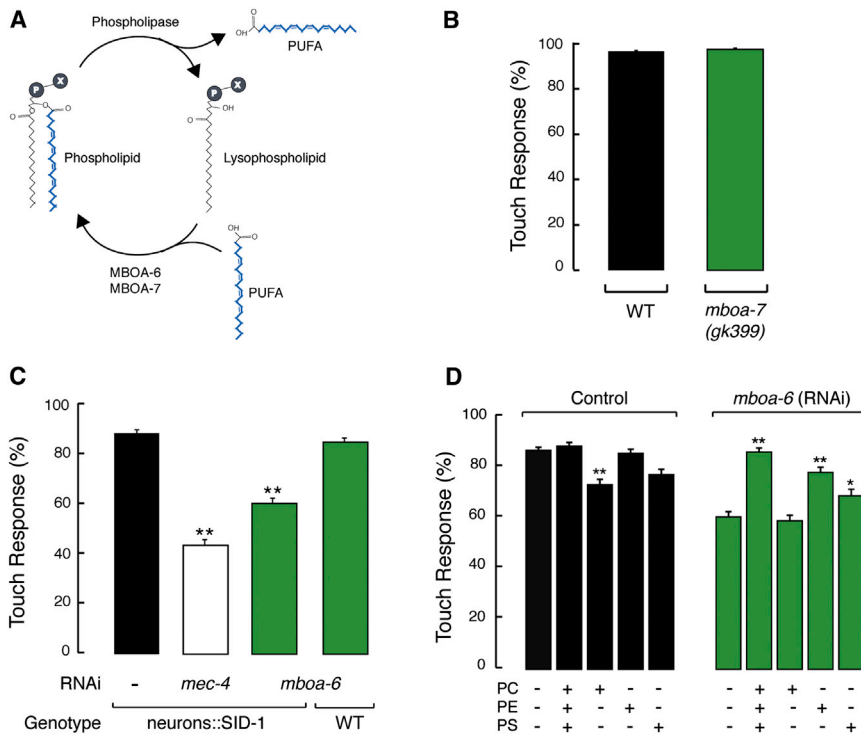 A
Phospholipase
OH
O
PUFA
P X
P X
O
O
O
O
OH
O
Phospholipid
Lysophospholipid
OH
O
MBOA-6
MBOA-7
PUFA
B
Touch Response (%)
100
80
60
40
20
0
WT
mboa-7
(gk399)
C
Touch Response (%)
100
80
60
40
20
0
**
**
RNAi - mec-4 mboa-6
Genotype neurons::SID-1 WT
D
Control mboa-6 (RNAi)
Touch Response (%)
100
80
60
40
20
0
**
**
**
*
PC - + + - - - + + - -
PE - + - + - - + - + -
PS - + - - + - + - - +